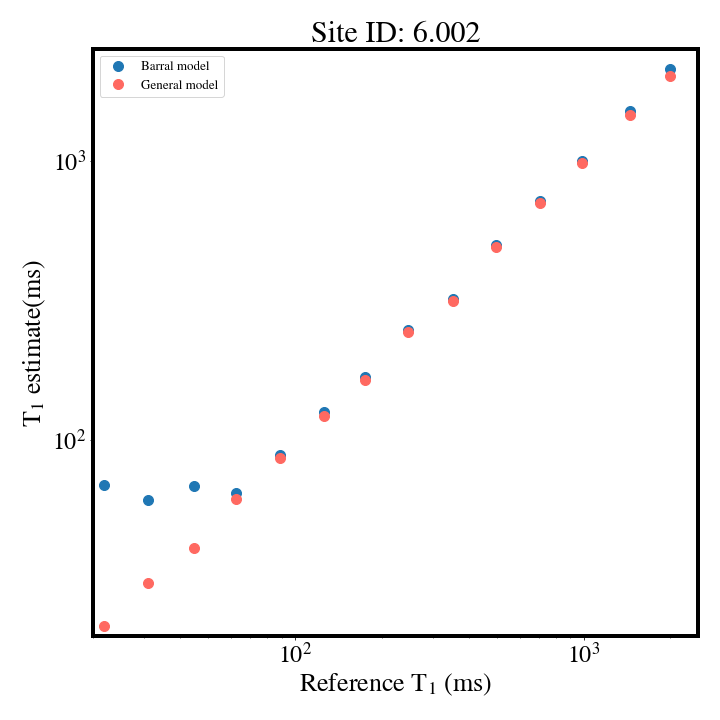 Site ID: 6.002
Barral model
General model
10³
10²
T₁ estimate(ms)
10² 10³
Reference T₁ (ms)